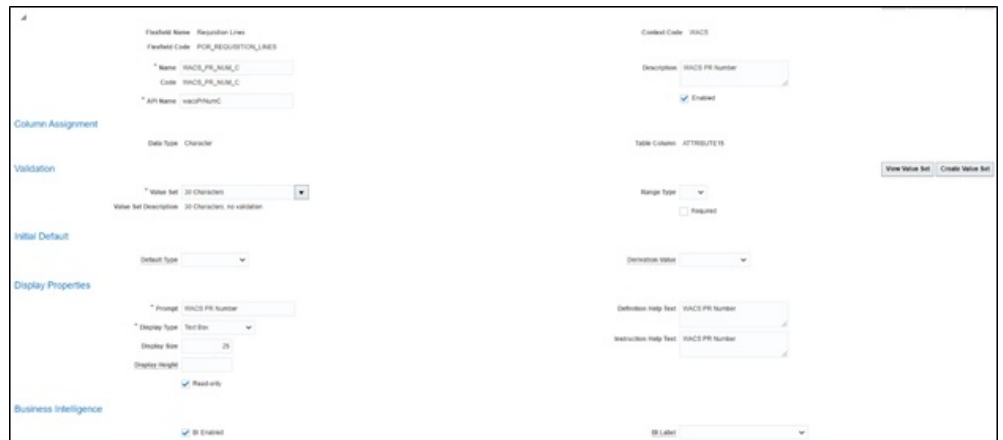 Flexfield Name Requisition Lines
Context Code WACS
Flexfield Code POR_REQUISITION_LINES
* Name WACS_PR_NUM_C
Description WACS PR Number
Code WACS_PR_NUM_C
* API Name wacsPrNumC
Enabled
Column Assignment
Data Type Character
Table Column ATTRIBUTE15
Validation
View Value Set Create Value Set
* Value Set 30 Characters
Range Type
Value Set Description 30 Characters, no validation
Required
Initial Default
Default Type
Derivation Value
Display Properties
* Prompt WACS PR Number
Definition Help Text WACS PR Number
* Display Type Text Box
Instruction Help Text WACS PR Number
Display Size 25
Display Height
Read-only
Business Intelligence
BI Enabled
BI Label